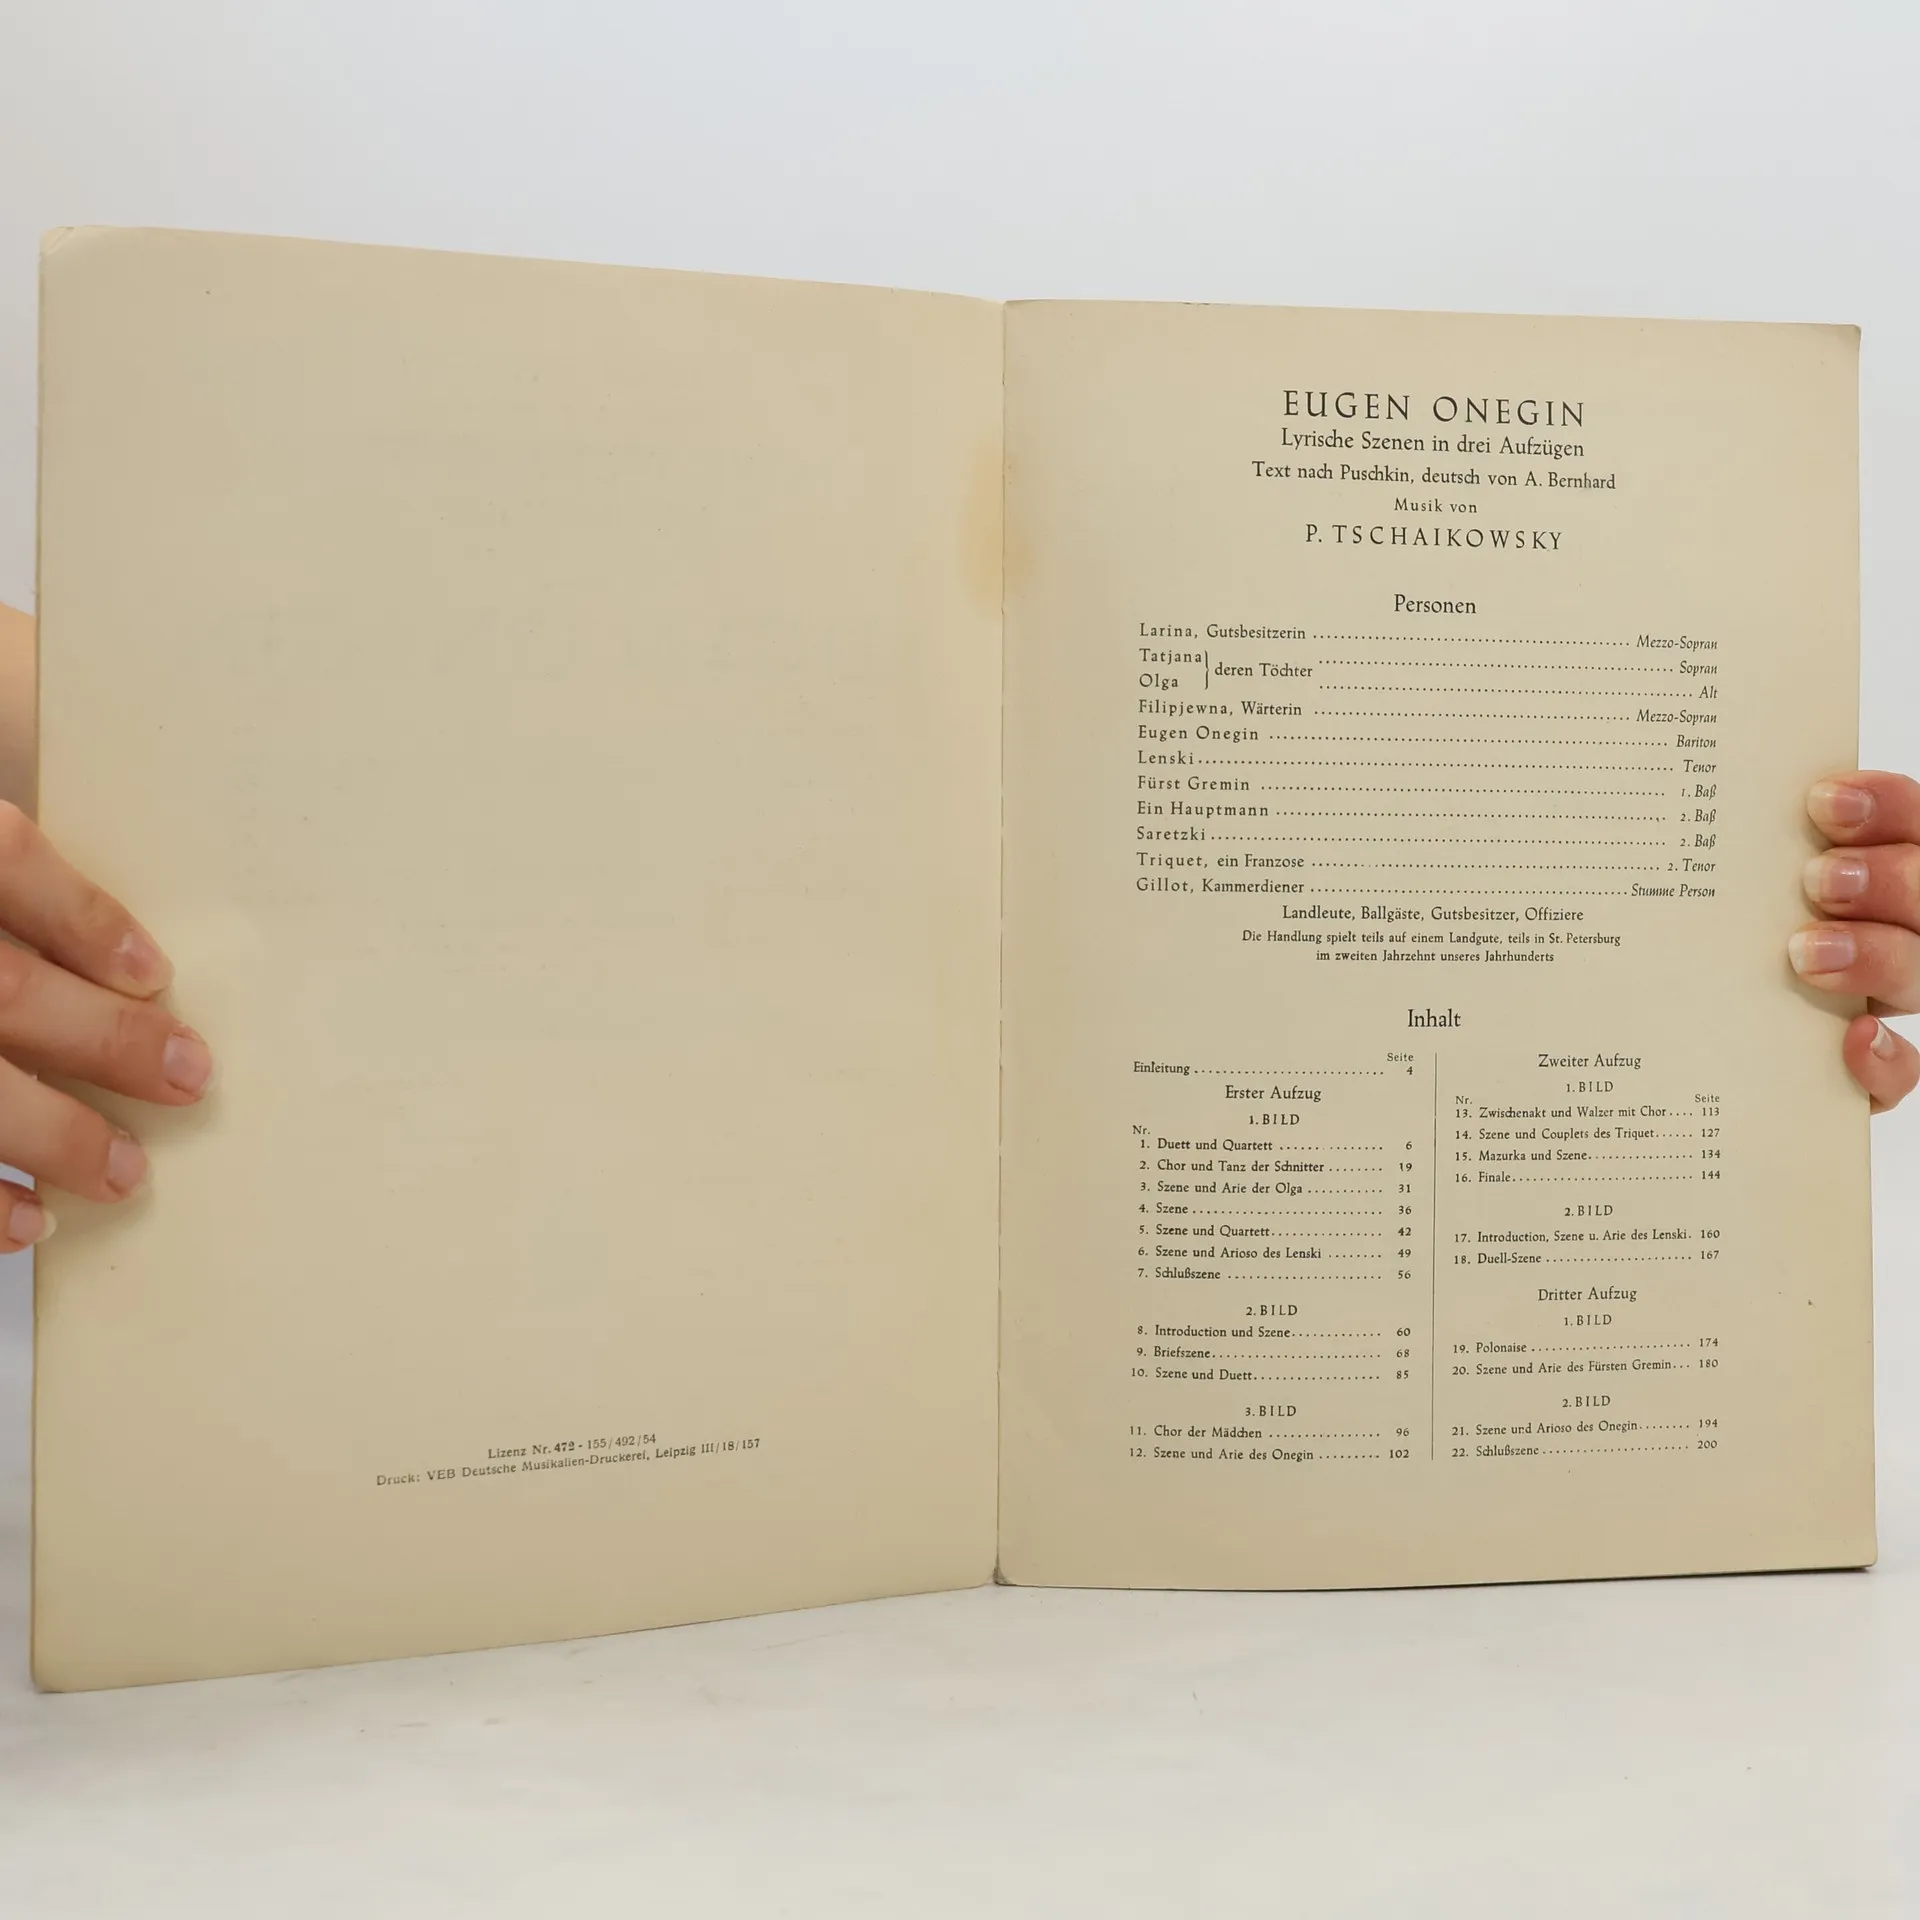 Lizenz Nr. 472 - 155/492/54
Druck: VEB Deutsche Musikalien-Druckerei, Leipzig III/18/157
EUGEN ONEGIN
Lyrische Szenen in drei Aufzügen
Text nach Puschkin, deutsch von A. Bernhard
Musik von
P. TSCHAIKOWSKY
Personen
Larina, Gutsbesitzerin ........ Mezzo-Sopran
Tatjana } deren Töchter ........ Sopran
Olga ........ Alt
Filipjewna, Wärterin ........ Mezzo-Sopran
Eugen Onegin ........ Bariton
Lenski ........ Tenor
Fürst Gremin ........ 1. Baß
Ein Hauptmann ........ 2. Baß
Saretzki ........ 2. Baß
Triquet, ein Franzose ........ 2. Tenor
Gillot, Kammerdiener ........ Stumme Person
Landleute, Ballgäste, Gutsbesitzer, Offiziere
Die Handlung spielt teils auf einem Landgute, teils in St. Petersburg
im zweiten Jahrzehnt unseres Jahrhunderts
Inhalt
Seite
Einleitung ........ 4
Erster Aufzug
1. BILD
Nr.
1. Duett und Quartett ........ 6
2. Chor und Tanz der Schnitter ........ 19
3. Szene und Arie der Olga ........ 31
4. Szene ........ 36
5. Szene und Quartett ........ 42
6. Szene und Arioso des Lenski ........ 49
7. Schlußszene ........ 56
2. BILD
8. Introduction und Szene ........ 60
9. Briefszene ........ 68
10. Szene und Duett ........ 85
3. BILD
11. Chor der Mädchen ........ 96
12. Szene und Arie des Onegin ........ 102
Zweiter Aufzug
1. BILD
Nr. Seite
13. Zwischenakt und Walzer mit Chor .... 113
14. Szene und Couplets des Triquet ...... 127
15. Mazurka und Szene ........ 134
16. Finale ........ 144
2. BILD
17. Introduction, Szene u. Arie des Lenski. 160
18. Duell-Szene ........ 167
Dritter Aufzug
1. BILD
19. Polonaise ........ 174
20. Szene und Arie des Fürsten Gremin ... 180
2. BILD
21. Szene und Arioso des Onegin ........ 194
22. Schlußszene ........ 200